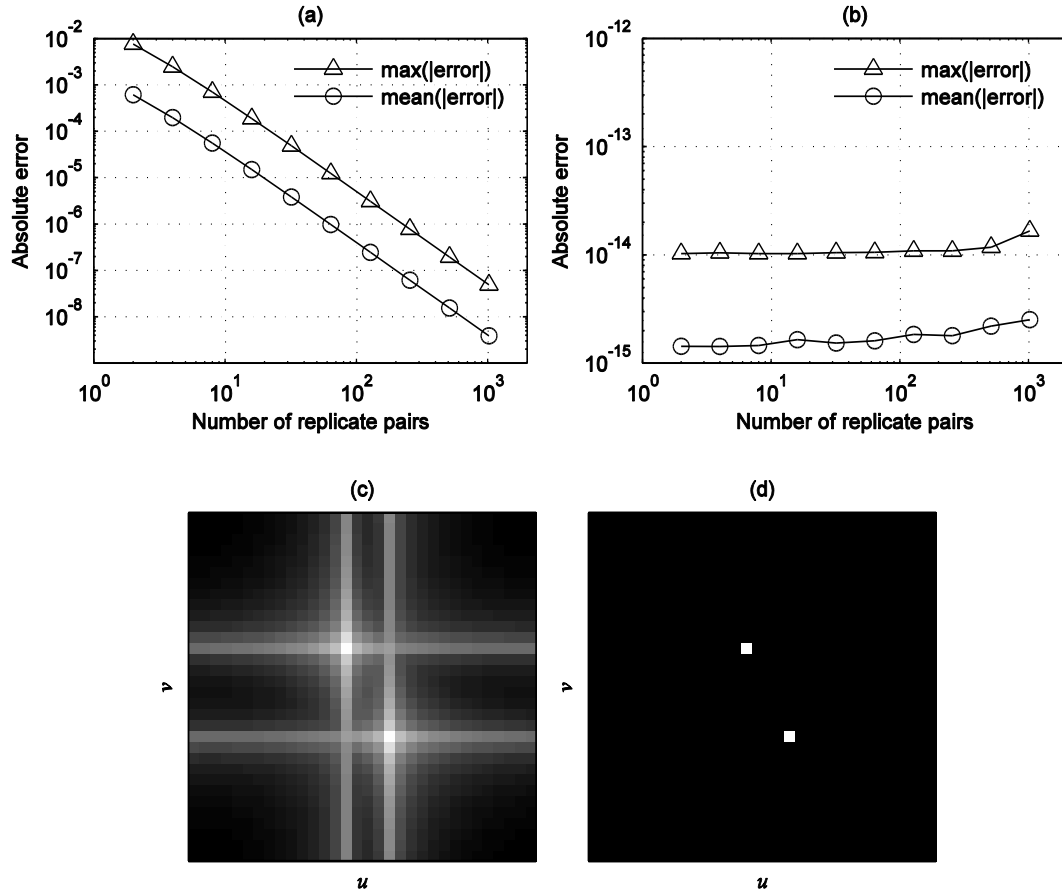 (a)
Absolute error
10^-2
10^-3
10^-4
10^-5
10^-6
10^-7
10^-8
max(|error|)
mean(|error|)
10^0
10^1
10^2
10^3
Number of replicate pairs
(b)
Absolute error
10^-12
10^-13
10^-14
10^-15
max(|error|)
mean(|error|)
10^0
10^1
10^2
10^3
Number of replicate pairs
(c)
v
u
(d)
v
u